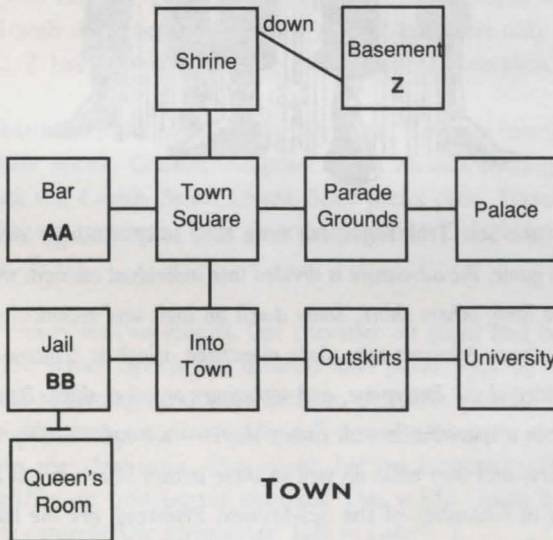 down
Shrine
Basement
Z
Bar
AA
Town
Square
Parade
Grounds
Palace
Jail
BB
Into
Town
Outskirts
University
Queen's
Room
TOWN